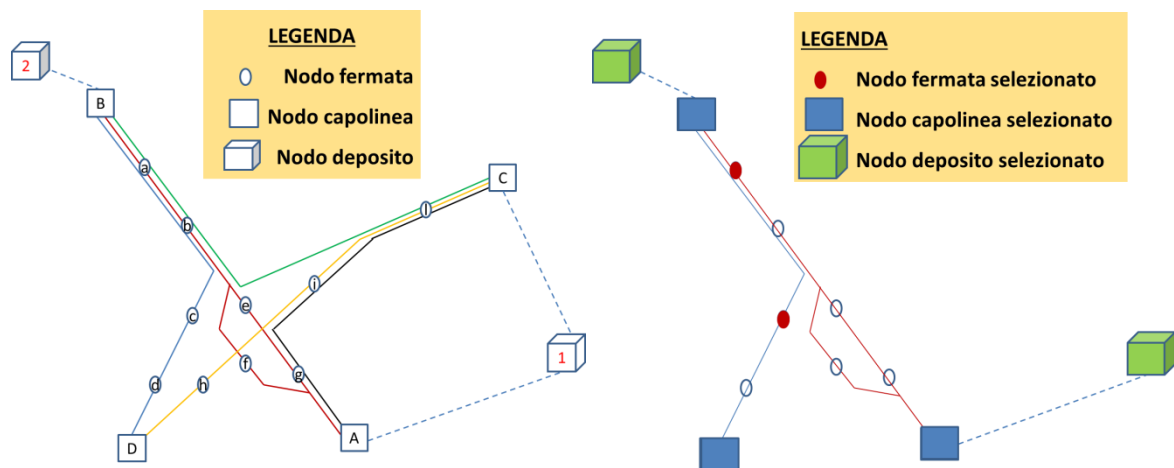 LEGENDA
Nodo fermata
Nodo capolinea
Nodo deposito
2
B
a
b
C
l
i
c
e
1
f
g
d
h
D
A
LEGENDA
Nodo fermata selezionato
Nodo capolinea selezionato
Nodo deposito selezionato